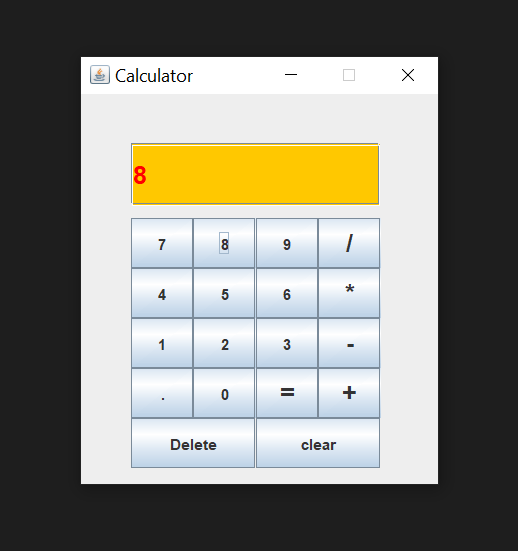 Calculator
8
7 8 9 /
4 5 6 *
1 2 3 -
. 0 = +
Delete clear